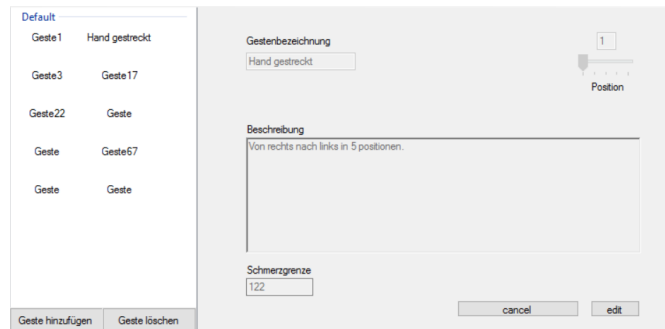 Default
Geste1 Hand gestreckt
Geste3 Geste17
Geste22 Geste
Geste Geste67
Geste Geste
Geste hinzufügen Geste löschen
Gestenbezeichnung
Hand gestreckt
1
Position
Beschreibung
Von rechts nach links in 5 positionen.
Schmerzgrenze
122
cancel edit